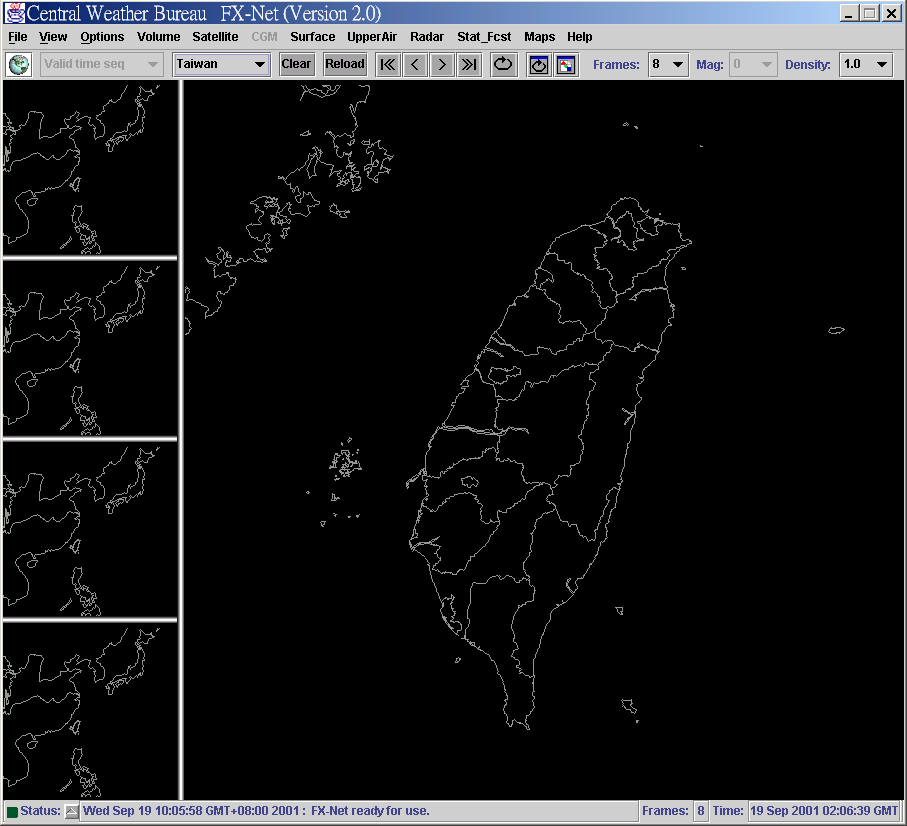 Central Weather Bureau FX-Net (Version 2.0)
File View Options Volume Satellite CGM Surface UpperAir Radar Stat_Fcst Maps Help
Valid time seq Taiwan Clear Reload Frames: 8 Mag: 0 Density: 1.0
Status: Wed Sep 19 10:05:58 GMT+08:00 2001 : FX-Net ready for use. Frames: 8 Time: 19 Sep 2001 02:06:39 GMT